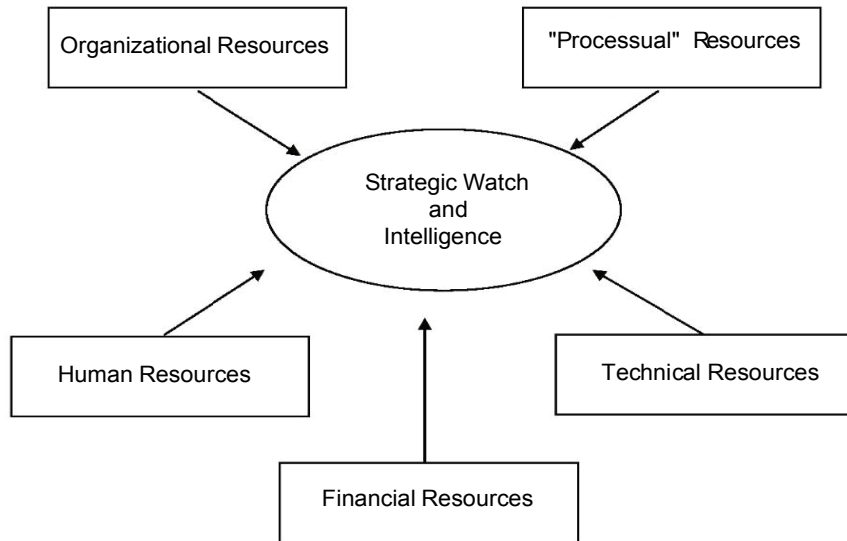 Organizational Resources
"Processual" Resources
Strategic Watch
and
Intelligence
Human Resources
Technical Resources
Financial Resources